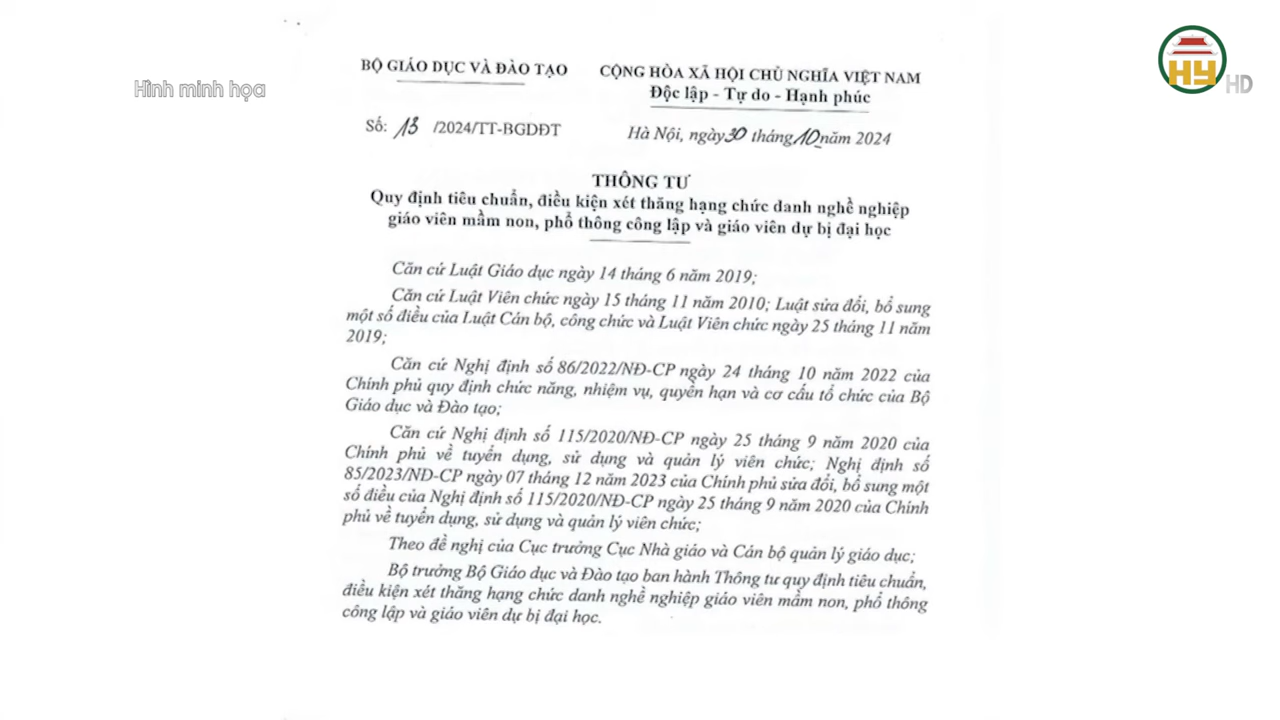 Hình minh họa
HY HD
BỘ GIÁO DỤC VÀ ĐÀO TẠO
CỘNG HÒA XÃ HỘI CHỦ NGHĨA VIỆT NAM
Độc lập - Tự do - Hạnh phúc
Số: 13 /2024/TT-BGDĐT
Hà Nội, ngày 30 tháng 10 năm 2024
THÔNG TƯ
Quy định tiêu chuẩn, điều kiện xét thăng hạng chức danh nghề nghiệp
giáo viên mầm non, phổ thông công lập và giáo viên dự bị đại học
Căn cứ Luật Giáo dục ngày 14 tháng 6 năm 2019;
Căn cứ Luật Viên chức ngày 15 tháng 11 năm 2010; Luật sửa đổi, bổ sung
một số điều của Luật Cán bộ, công chức và Luật Viên chức ngày 25 tháng 11 năm
2019;
Căn cứ Nghị định số 86/2022/NĐ-CP ngày 24 tháng 10 năm 2022 của
Chính phủ quy định chức năng, nhiệm vụ, quyền hạn và cơ cấu tổ chức của Bộ
Giáo dục và Đào tạo;
Căn cứ Nghị định số 115/2020/NĐ-CP ngày 25 tháng 9 năm 2020 của
Chính phủ về tuyển dụng, sử dụng và quản lý viên chức; Nghị định số
85/2023/NĐ-CP ngày 07 tháng 12 năm 2023 của Chính phủ sửa đổi, bổ sung một
số điều của Nghị định số 115/2020/NĐ-CP ngày 25 tháng 9 năm 2020 của Chính
phủ về tuyển dụng, sử dụng và quản lý viên chức;
Theo đề nghị của Cục trưởng Cục Nhà giáo và Cán bộ quản lý giáo dục;
Bộ trưởng Bộ Giáo dục và Đào tạo ban hành Thông tư quy định tiêu chuẩn,
điều kiện xét thăng hạng chức danh nghề nghiệp giáo viên mầm non, phổ thông
công lập và giáo viên dự bị đại học.